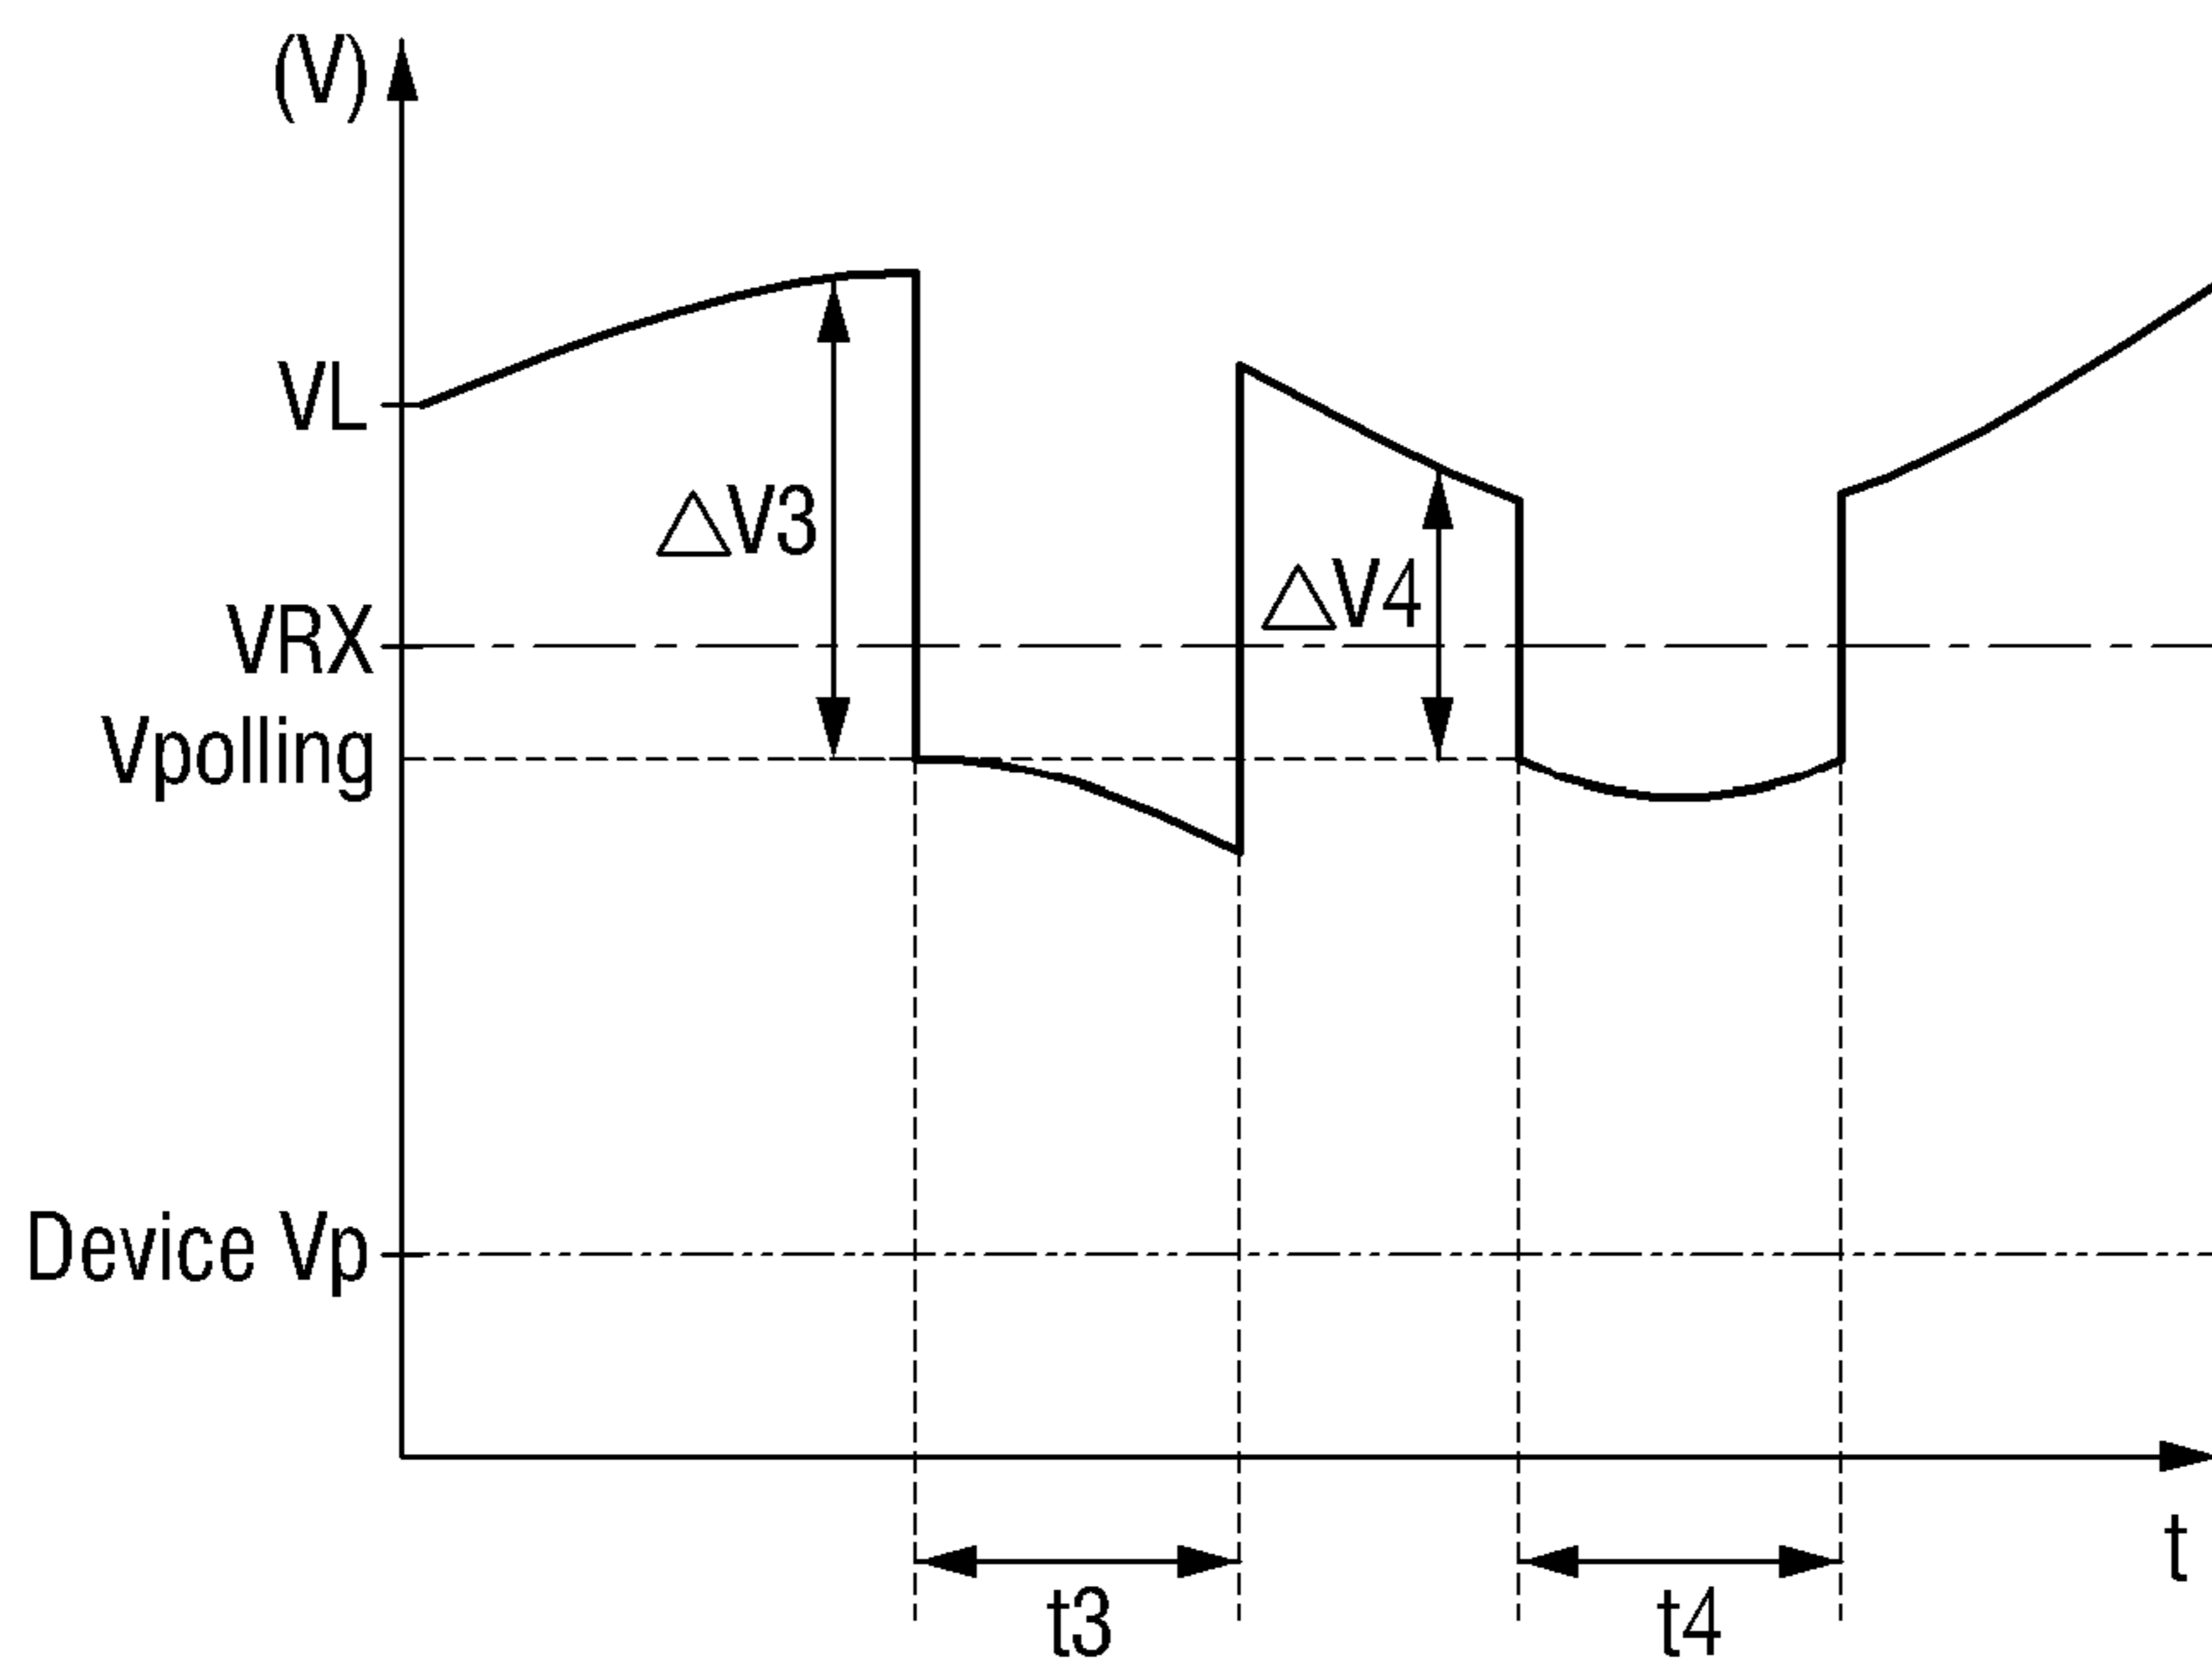 (V)
VL
△V3
△V4
VRX
Vpolling
Device Vp
t
t3
t4